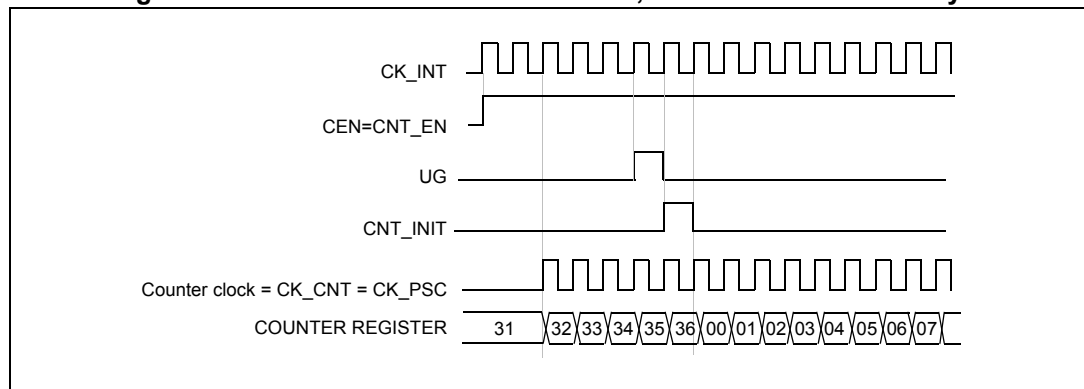 CK_INT
CEN=CNT_EN
UG
CNT_INIT
Counter clock = CK_CNT = CK_PSC
COUNTER REGISTER 31 32 33 34 35 36 00 01 02 03 04 05 06 07